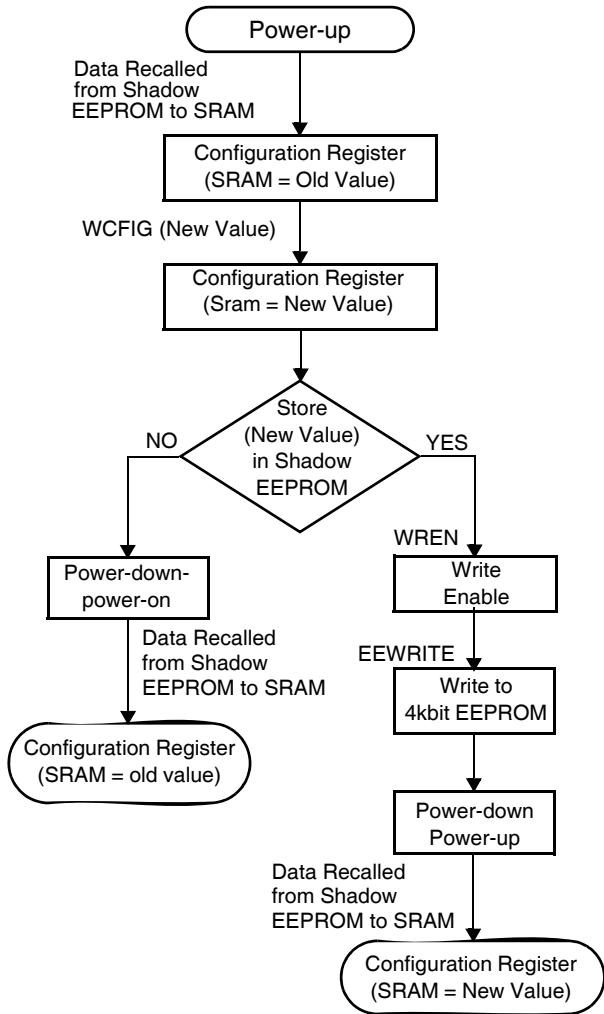 Power-up
Data Recalled
from Shadow
EEPROM to SRAM
Configuration Register
(SRAM = Old Value)
WCFIG (New Value)
Configuration Register
(Sram = New Value)
Store
(New Value)
in Shadow
EEPROM
NO
YES
Power-down-
power-on
Data Recalled
from Shadow
EEPROM to SRAM
Configuration Register
(SRAM = old value)
WREN
Write
Enable
EEWRITE
Write to
4kbit EEPROM
Power-down
Power-up
Data Recalled
from Shadow
EEPROM to SRAM
Configuration Register
(SRAM = New Value)